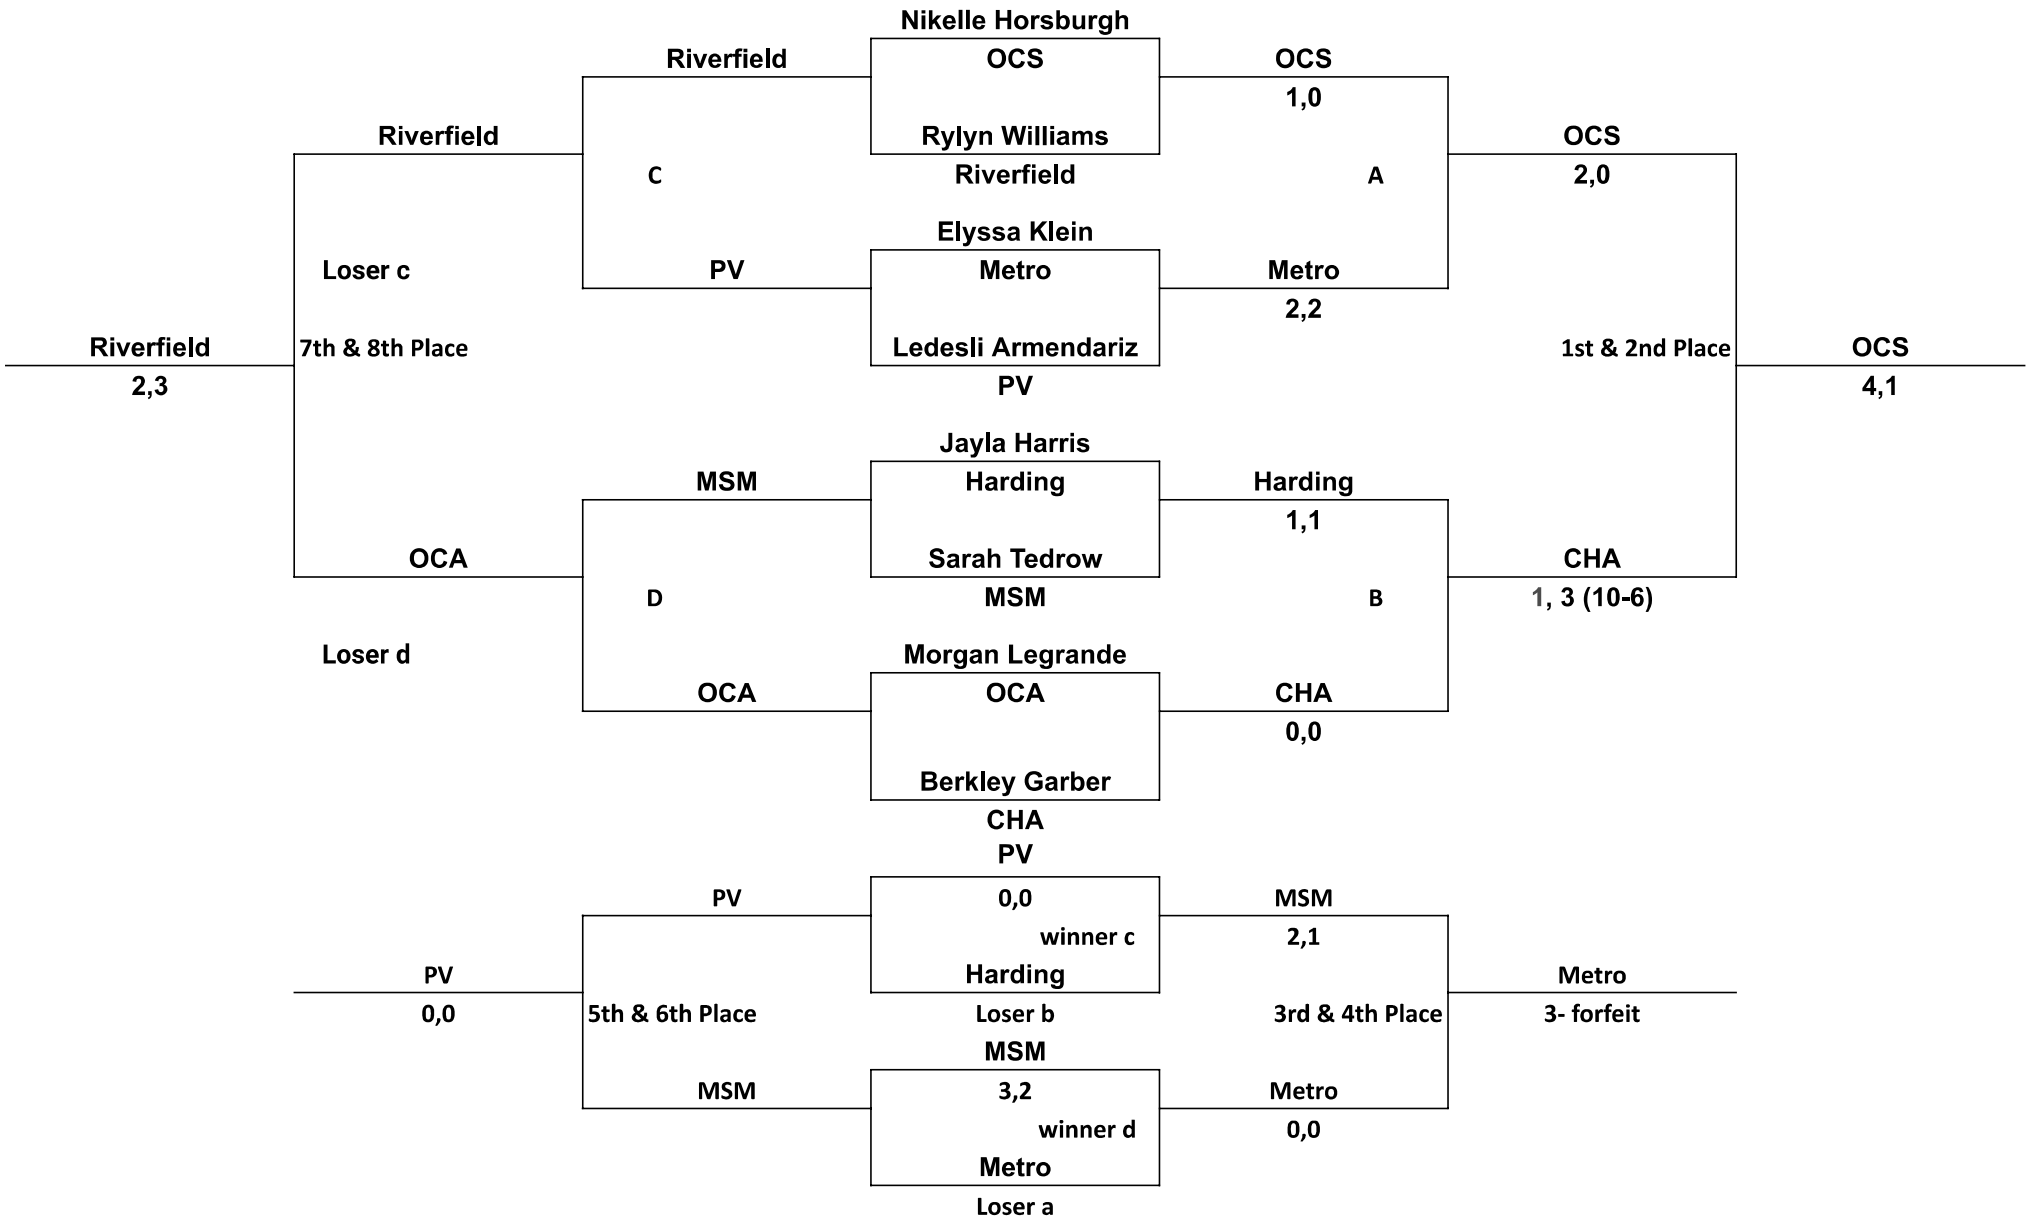 Nikelle Horsburgh
Riverfield OCS OCS
1,0
Riverfield Rylyn Williams OCS
C Riverfield A 2,0
Elyssa Klein
Loser c PV Metro Metro
2,2
Riverfield 7th & 8th Place Ledesli Armendariz 1st & 2nd Place OCS
2,3 PV 4,1
Jayla Harris
MSM Harding Harding
1,1
OCA Sarah Tedrow CHA
D MSM B 1, 3 (10-6)
Loser d Morgan Legrande
OCA OCA CHA
0,0
Berkley Garber
CHA
PV
PV 0,0 MSM
winner c 2,1
PV Harding Metro
0,0 5th & 6th Place Loser b 3rd & 4th Place 3- forfeit
MSM
MSM 3,2 Metro
winner d 0,0
Metro
Loser a